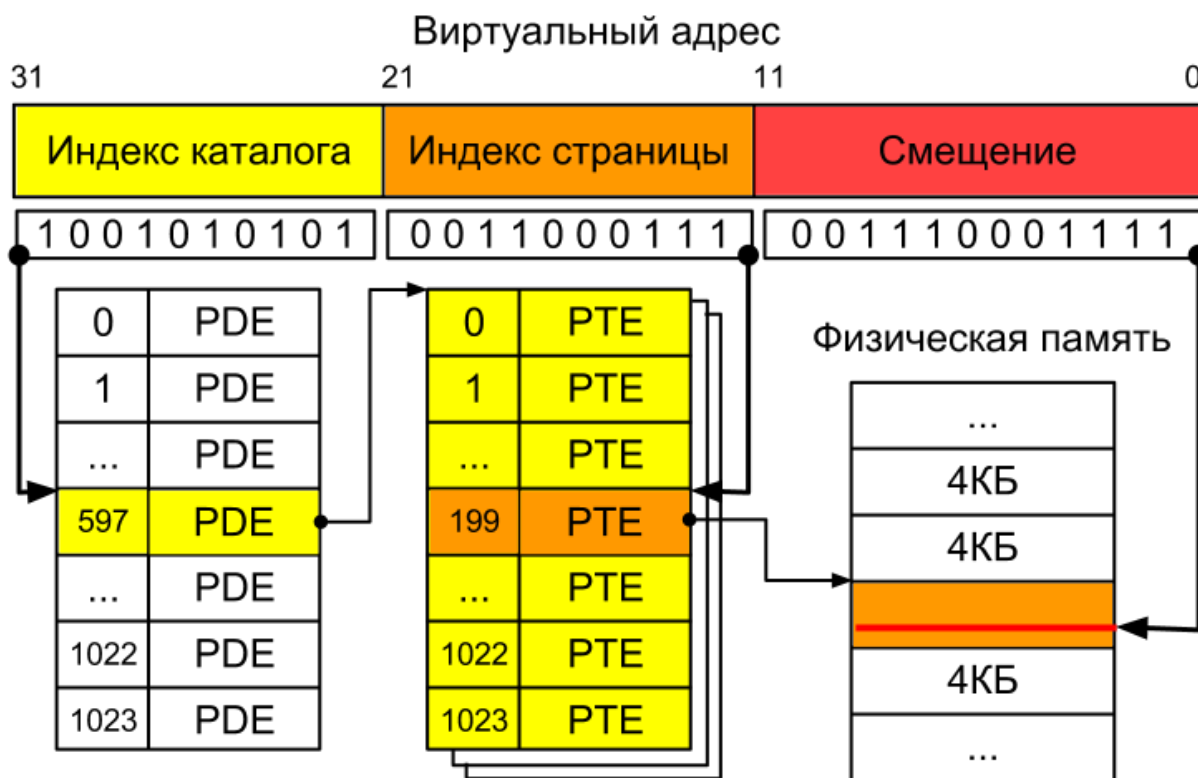 Виртуальный адрес
31 21 11 0
Индекс каталога Индекс страницы Смещение
1 0 0 1 0 1 0 1 0 1 0 0 1 1 0 0 0 1 1 1 0 0 1 1 1 0 0 0 1 1 1 1
0 PDE
1 PDE
... PDE
597 PDE
... PDE
1022 PDE
1023 PDE
0 PTE
1 PTE
... PTE
199 PTE
... PTE
1022 PTE
1023 PTE
Физическая память
...
4КБ
4КБ
4КБ
...